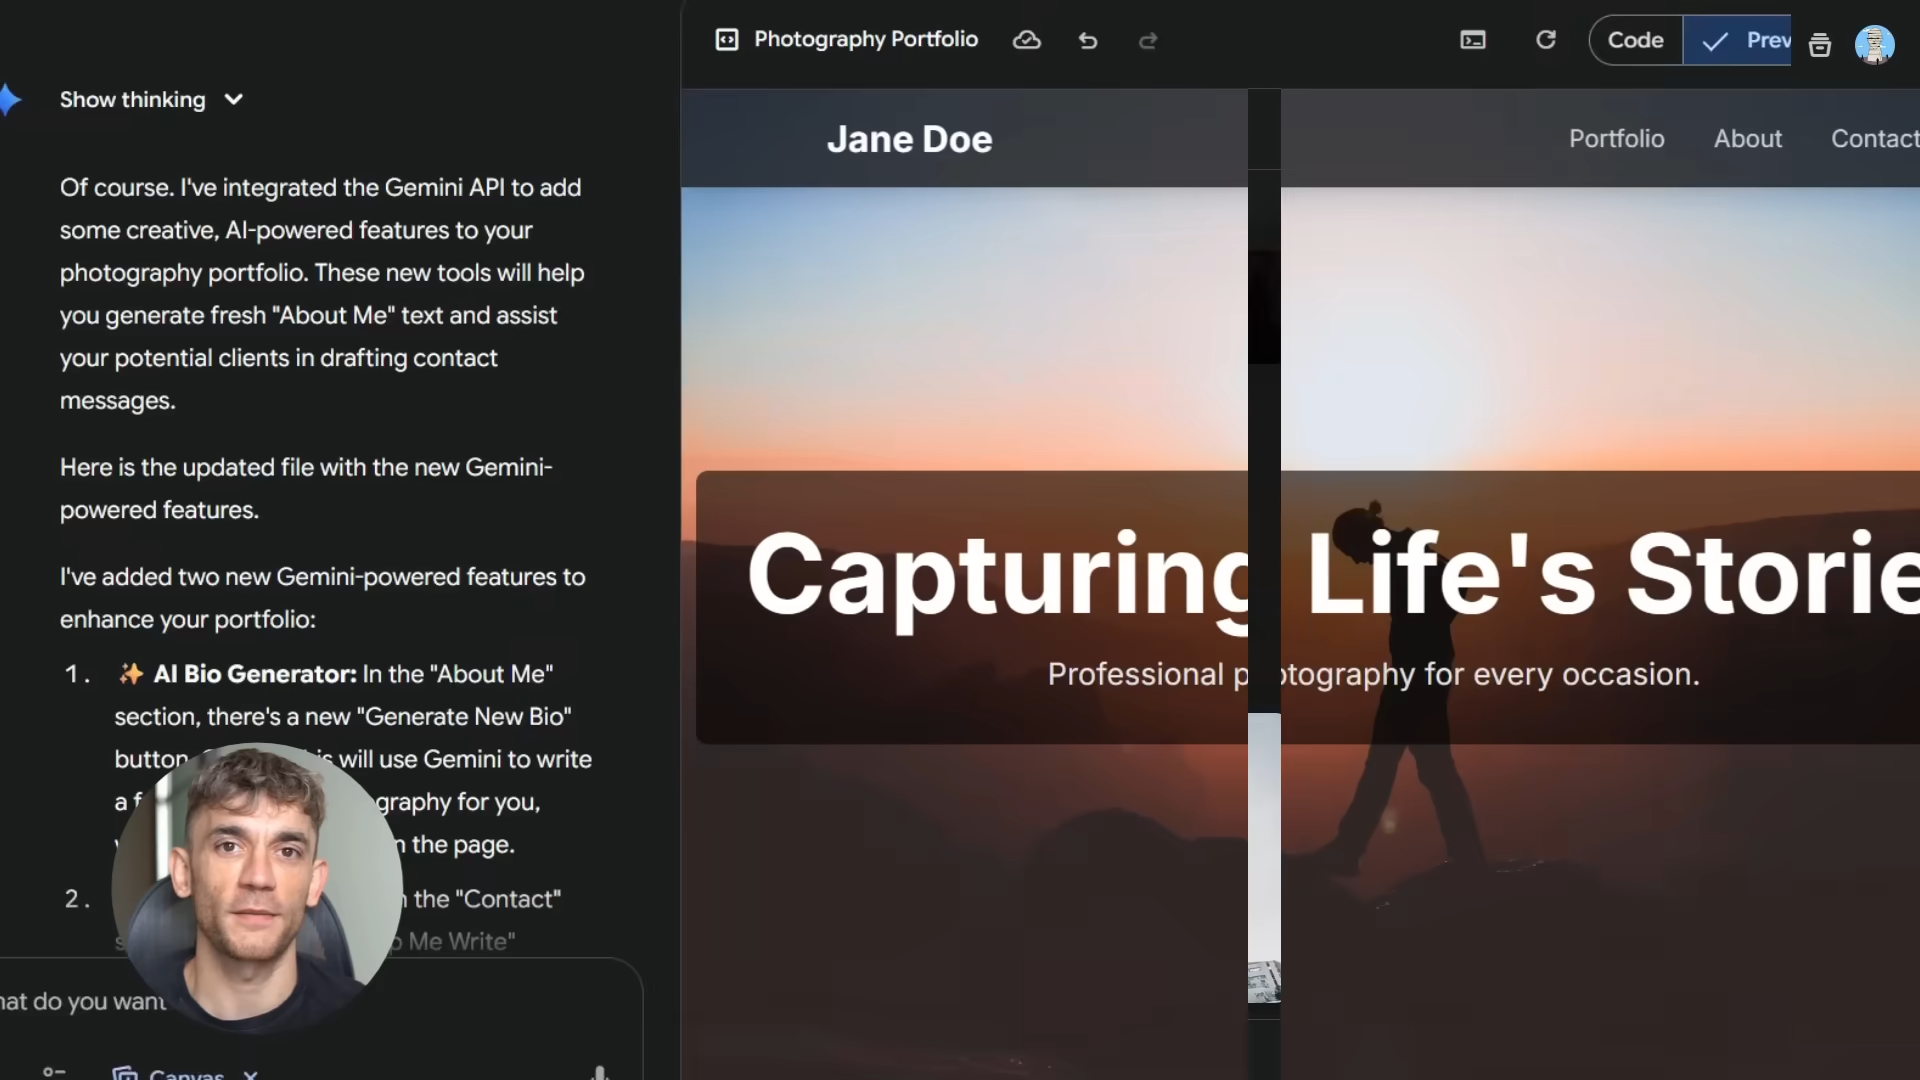 Photography Portfolio
Code
Show thinking
Jane Doe
Portfolio About Contact
Of course. I've integrated the Gemini API to add
some creative, AI-powered features to your
photography portfolio. These new tools will help
you generate fresh "About Me" text and assist
your potential clients in drafting contact
messages.
Here is the updated file with the new Gemini-
powered features.
I've added two new Gemini-powered features to
enhance your portfolio:
1. ✨ AI Bio Generator: In the "About Me"
section, there's a new "Generate New Bio"
button. will use Gemini to write
a for you,
the page.
2. the "Contact"
Me Write"
do you want
Canvas
Capturing Life's
Professional for every occasion.